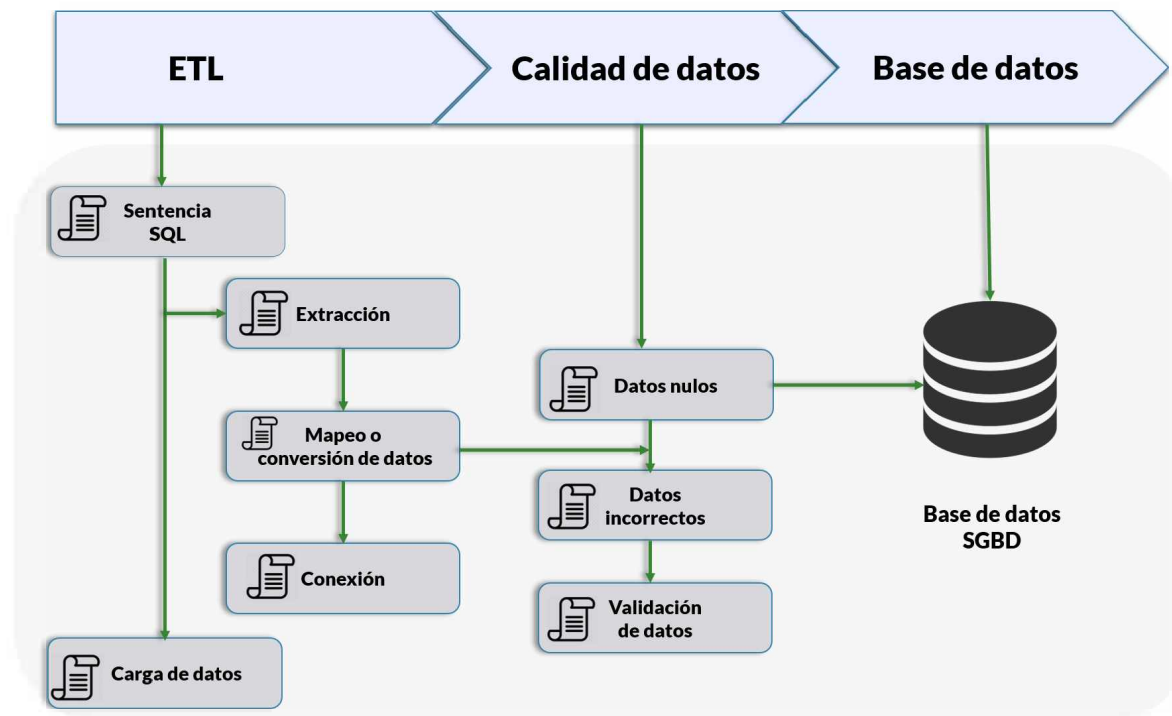 ETL
Calidad de datos
Base de datos
Sentencia
SQL
Extracción
Mapeo o
conversión de datos
Conexión
Carga de datos
Datos nulos
Datos
incorrectos
Validación
de datos
Base de datos
SGBD